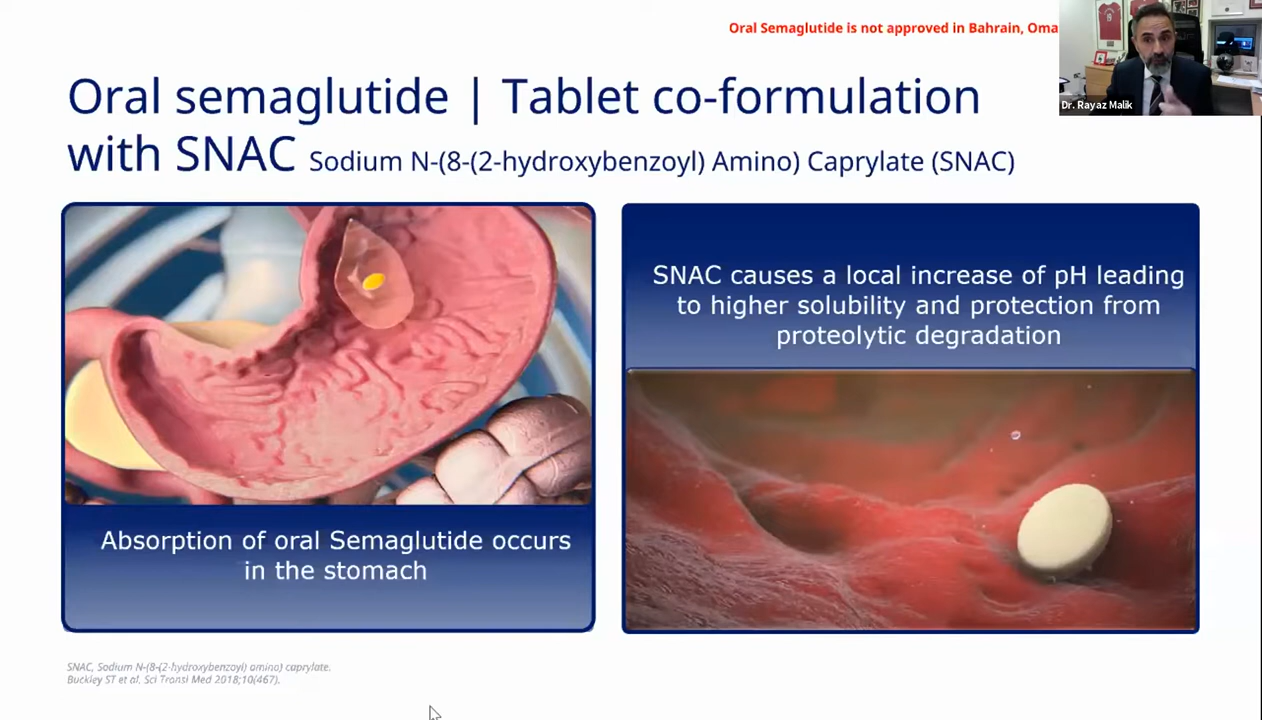 Oral Semaglutide is not approved in Bahrain, Oma
Dr. Rayaz Malik
Oral semaglutide | Tablet co-formulation
with SNAC Sodium N-(8-(2-hydroxybenzoyl) Amino) Caprylate (SNAC)
Absorption of oral Semaglutide occurs
in the stomach
SNAC causes a local increase of pH leading
to higher solubility and protection from
proteolytic degradation
SNAC, Sodium N-(8-(2-hydroxybenzoyl) amino) caprylate.
Buckley ST et al. Sci Transl Med 2018;10(467).